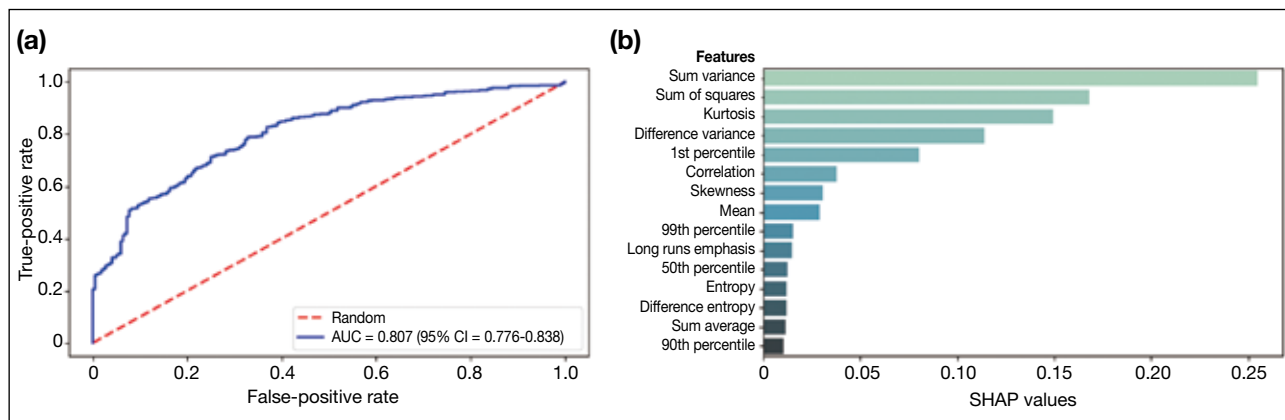 (a)
1.0
0.8
0.6
0.4
0.2
0
True-positive rate
Random
AUC = 0.807 (95% CI = 0.776-0.838)
0
0.2
0.4
0.6
0.8
1.0
False-positive rate
(b)
Features
Sum variance
Sum of squares
Kurtosis
Difference variance
1st percentile
Correlation
Skewness
Mean
99th percentile
Long runs emphasis
50th percentile
Entropy
Difference entropy
Sum average
90th percentile
0
0.05
0.10
0.15
0.20
0.25
SHAP values